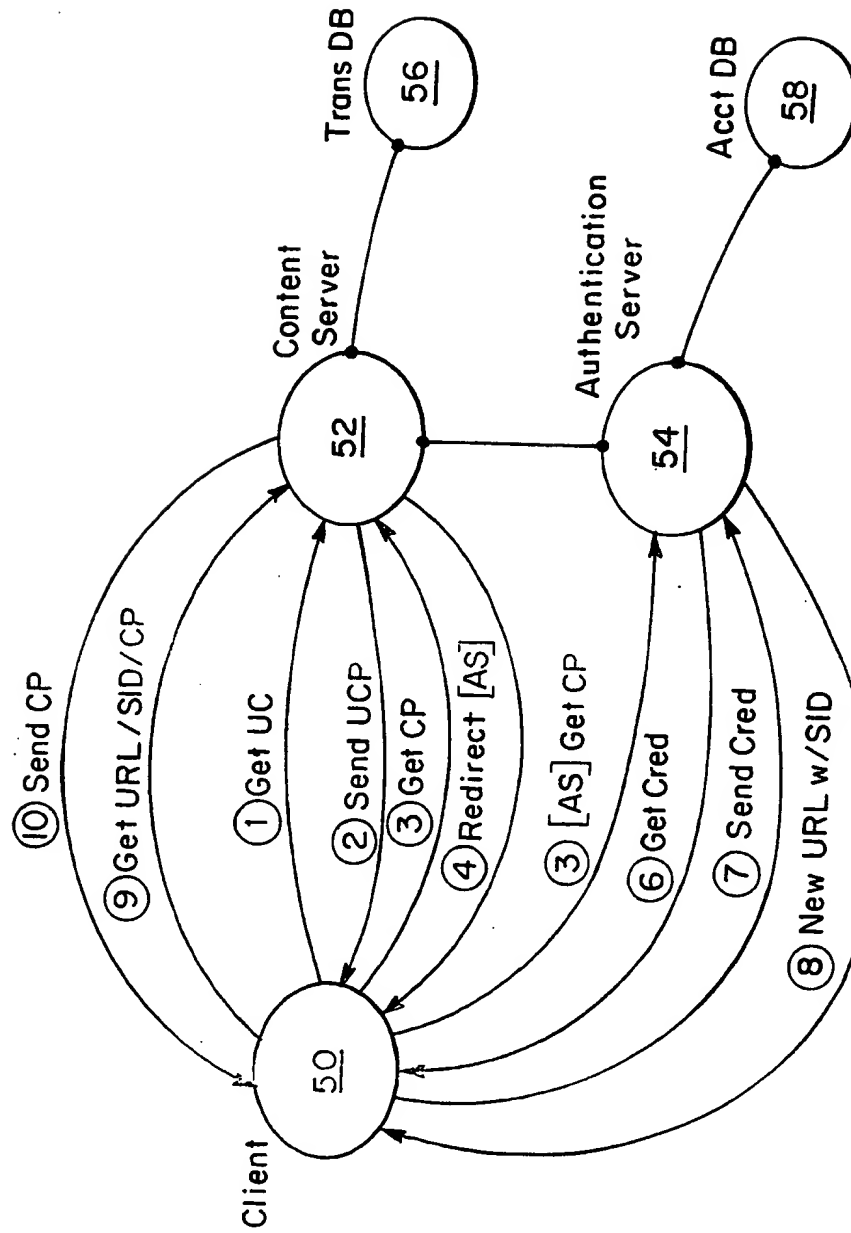 Client
50
⑩ Send CP
⑨ Get URL/SID/CP
① Get UC
② Send UCP
③ Get CP
④ Redirect [AS]
③ [AS] Get CP
⑥ Get Cred
⑦ Send Cred
⑧ New URL w/SID
Content
Server
52
Authentication
Server
54
Trans DB
56
Acct DB
58